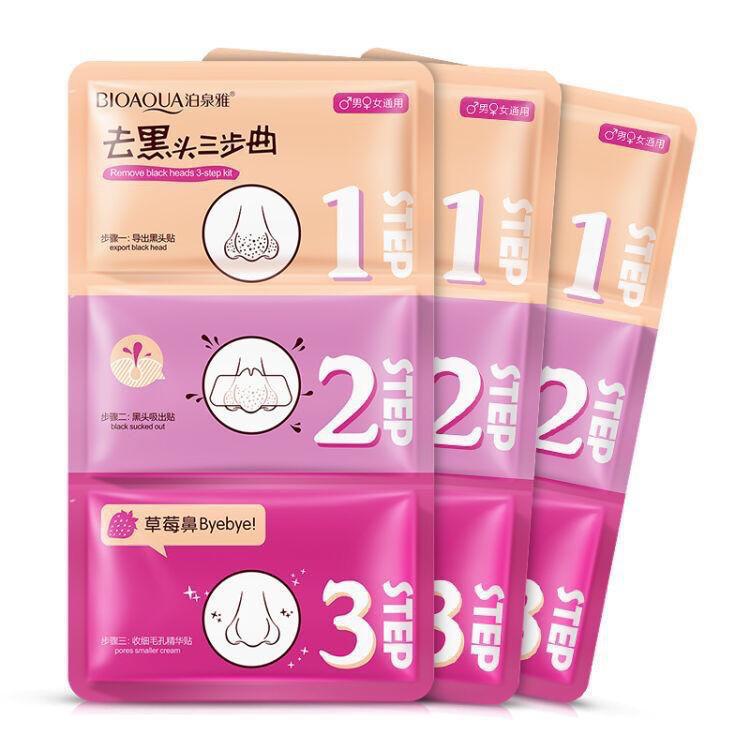 BIOAQUA泊泉雅®
♂男♀女通用
去黑头三步曲
Remove black heads 3-step kit
步骤一：导出黑头贴
export black head
1 STEP
步骤二：黑头吸出贴
black sucked out
2 STEP
草莓鼻Byebye!
步骤三：收细毛孔精华贴
pores smaller cream
3 STEP
♂男♀女通用
1 STEP
2 STEP
3 STEP
♂男♀女通用
1 STEP
2 STEP
3 STEP